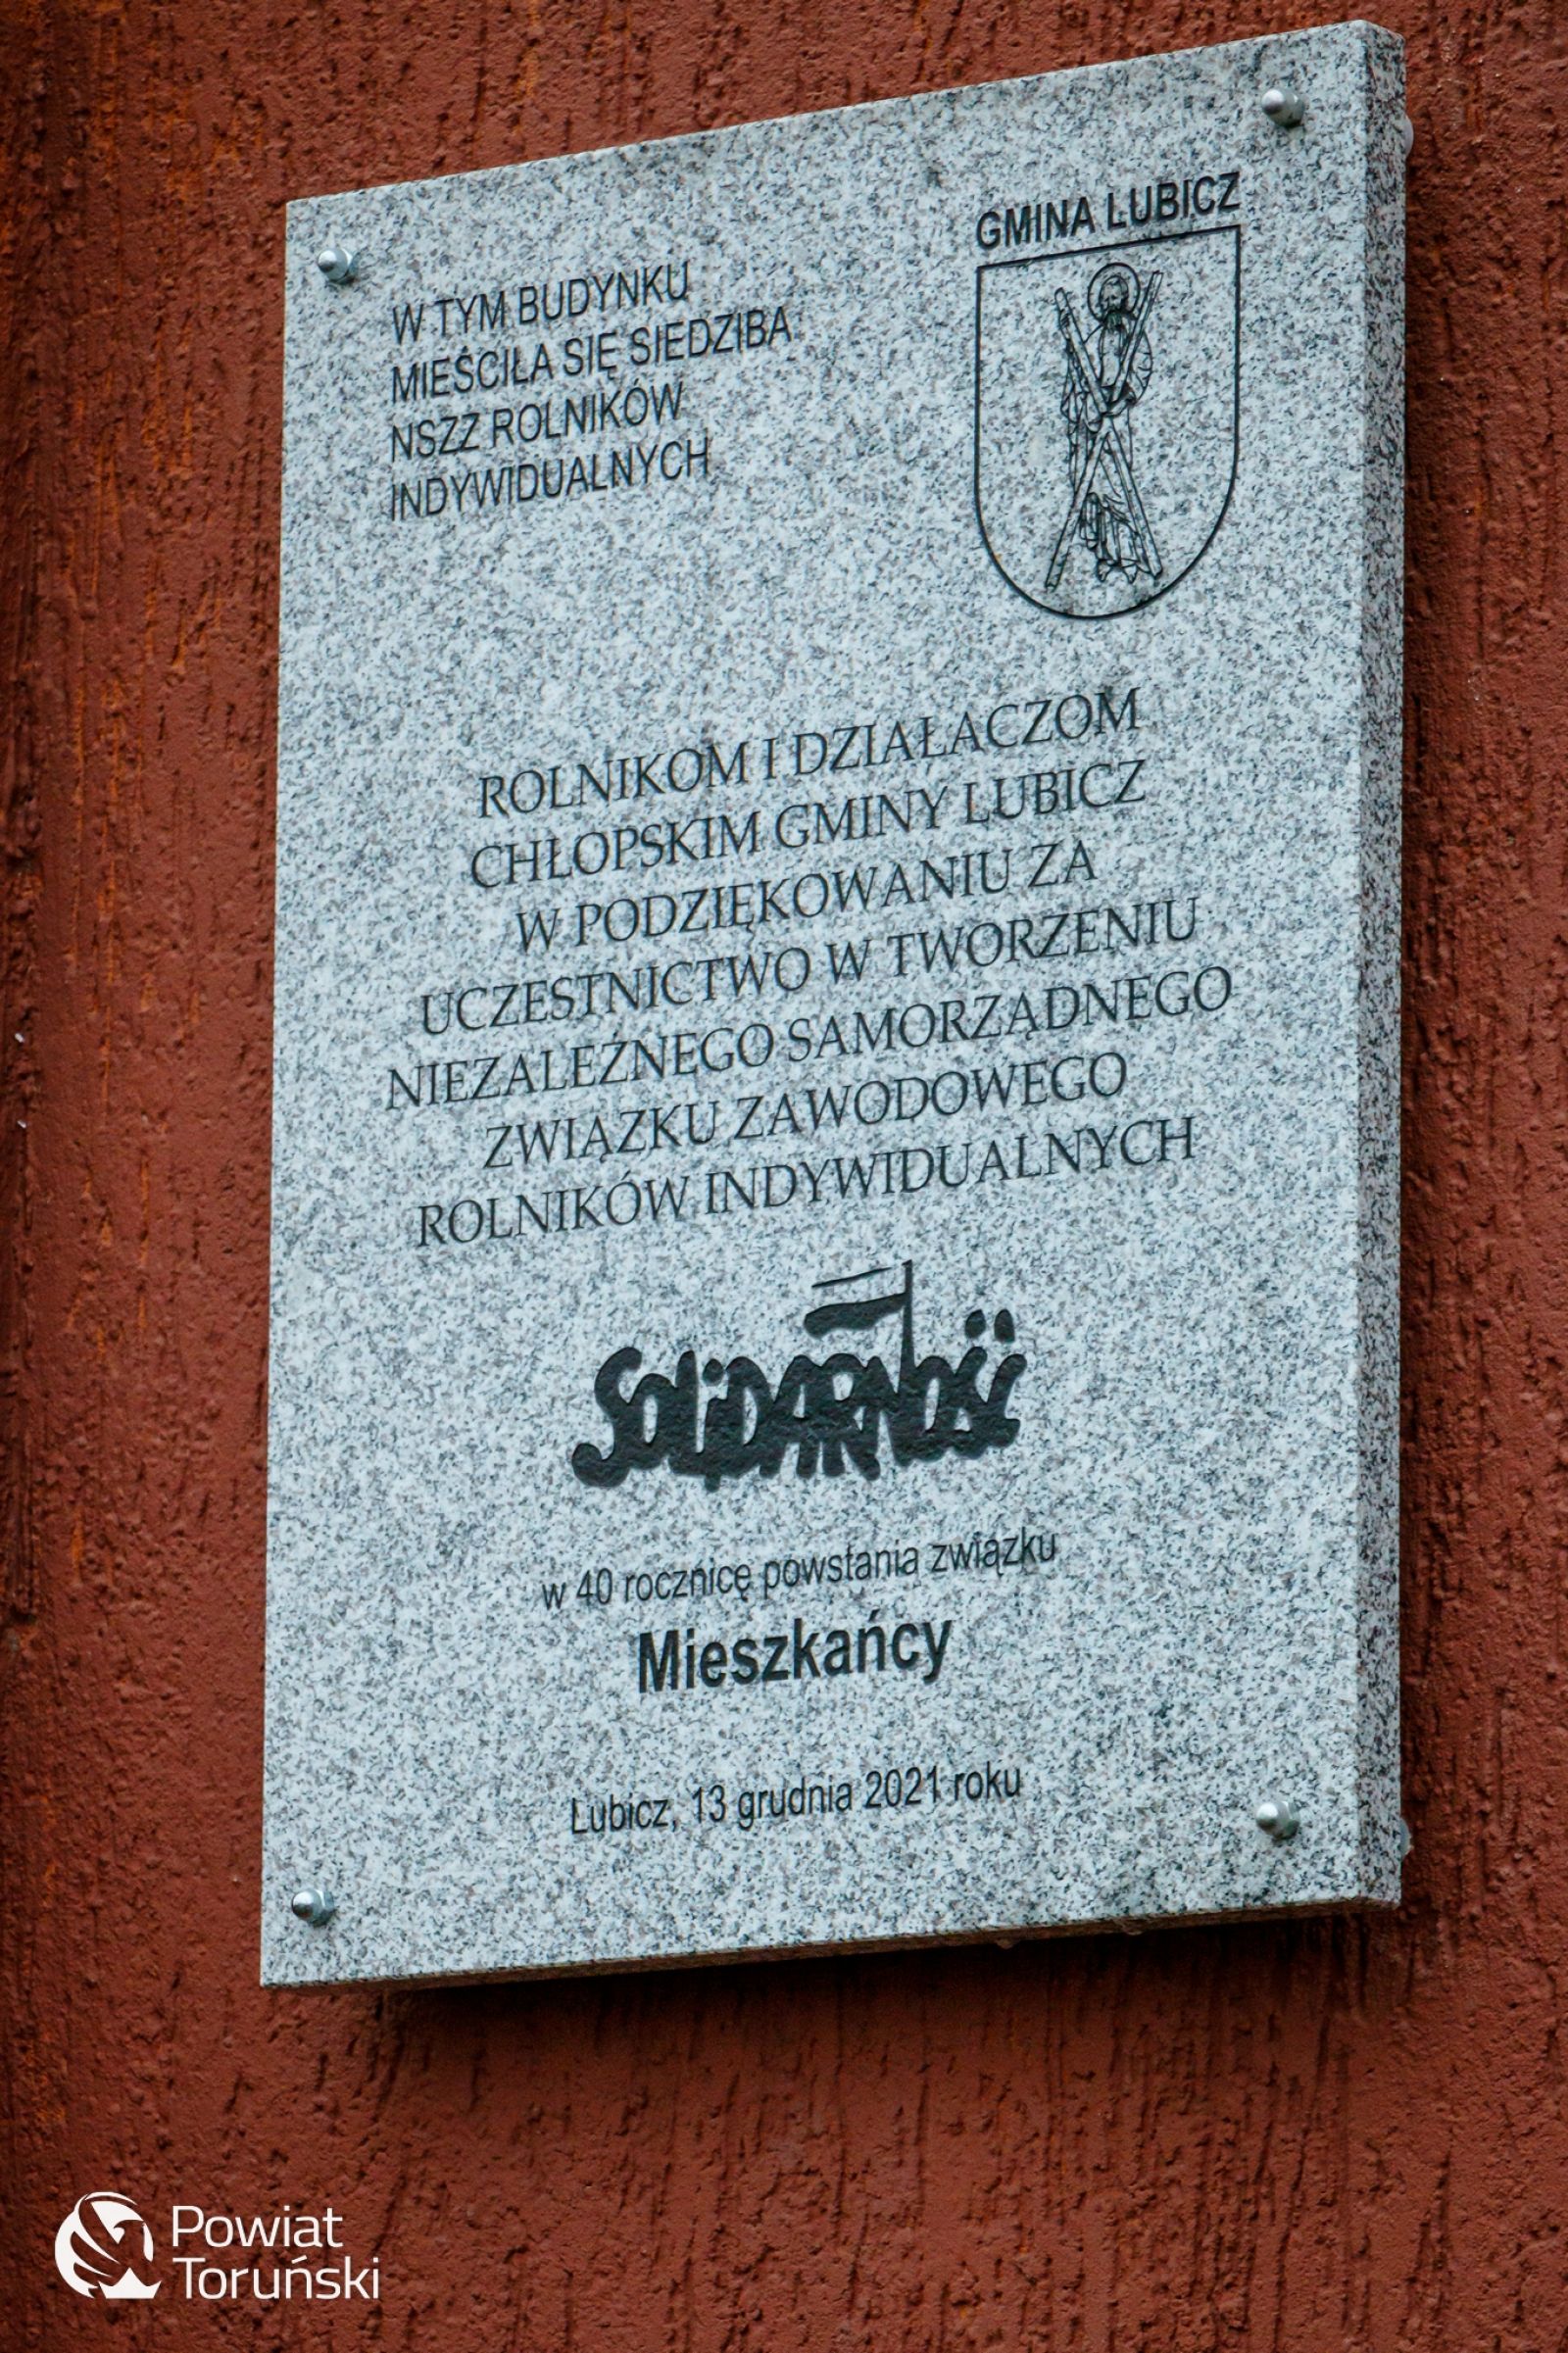 W TYM BUDYNKU
MIEŚCIŁA SIĘ SIEDZIBA
NSZZ ROLNIKÓW
INDYWIDUALNYCH
GMINA LUBICZ
ROLNIKOM I DZIAŁACZOM
CHŁOPSKIM GMINY LUBICZ
W PODZIĘKOWANIU ZA
UCZESTNICTWO W TWORZENIU
NIEZALEŻNEGO SAMORZĄDNEGO
ZWIĄZKU ZAWODOWEGO
ROLNIKÓW INDYWIDUALNYCH
SOLIDARNOŚĆ
w 40 rocznicę powstania związku
Mieszkańcy
Lubicz, 13 grudnia 2021 roku
Powiat
Toruński